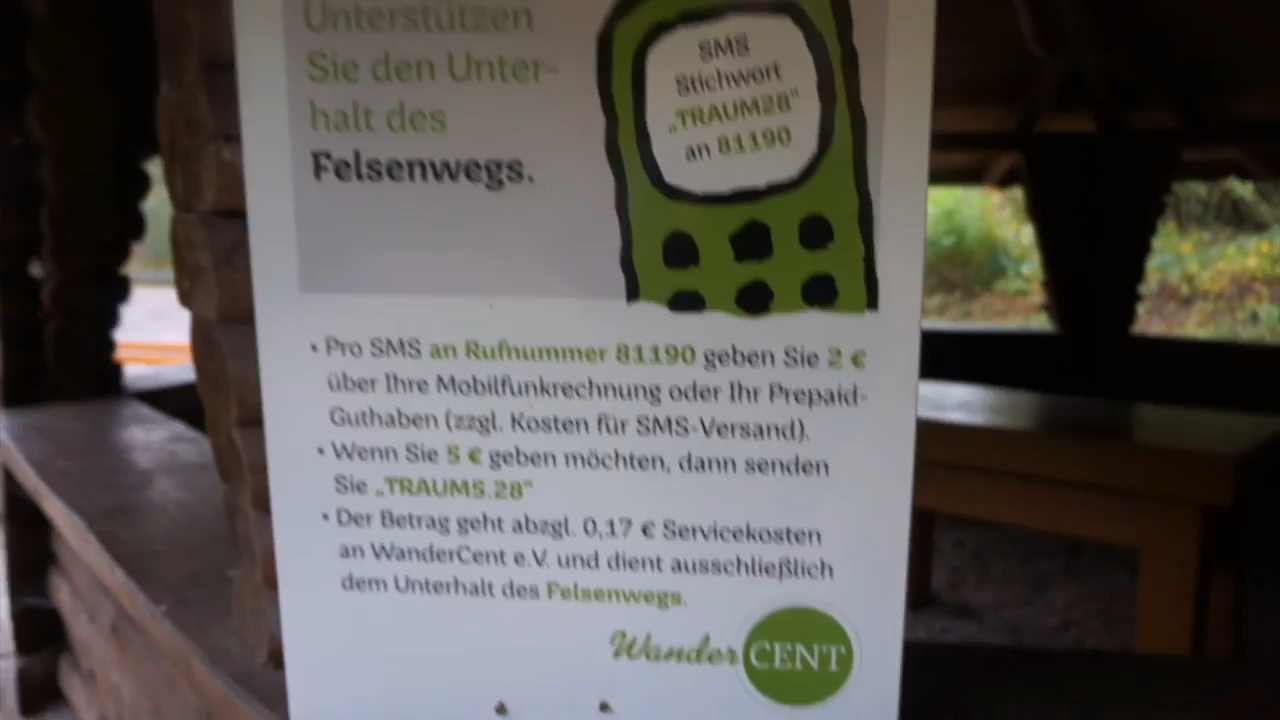 Unterstützen
Sie den Unter-
halt des
Felsenwegs.
SMS
Stichwort
„TRAUM28“
an 81190
• Pro SMS an Rufnummer 81190 geben Sie 2 €
über Ihre Mobilfunkrechnung oder Ihr Prepaid-
Guthaben (zzgl. Kosten für SMS-Versand).
• Wenn Sie 5 € geben möchten, dann senden
Sie „TRAUM5.28“
• Der Betrag geht abzgl. 0,17 € Servicekosten
an WanderCent e.V. und dient ausschließlich
dem Unterhalt des Felsenwegs.
WanderCENT